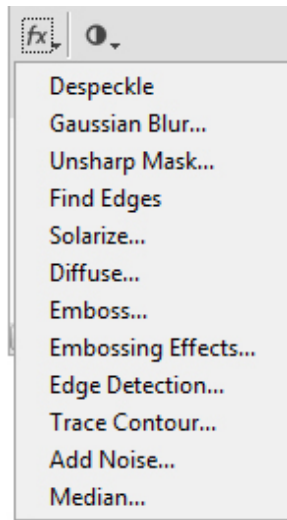 fx
Despeckle
Gaussian Blur...
Unsharp Mask...
Find Edges
Solarize...
Diffuse...
Emboss...
Embossing Effects...
Edge Detection...
Trace Contour...
Add Noise...
Median...